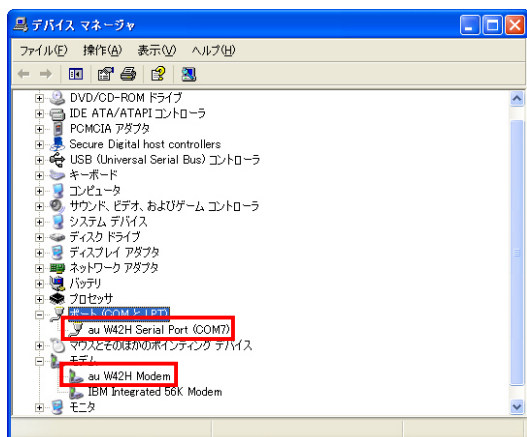 デバイス マネージャ
ファイル(F) 操作(A) 表示(V) ヘルプ(H)
DVD/CD-ROM ドライブ
IDE ATA/ATAPI コントローラ
PCMCIA アダプタ
Secure Digital host controllers
USB (Universal Serial Bus) コントローラ
キーボード
コンピュータ
サウンド、ビデオ、およびゲーム コントローラ
システム デバイス
ディスク ドライブ
ディスプレイ アダプタ
ネットワーク アダプタ
バッテリ
プロセッサ
ポート (COM と LPT)
au W42H Serial Port (COM7)
マウスとそのほかのポインティング デバイス
モデム
au W42H Modem
IBM Integrated 56K Modem
モニタ